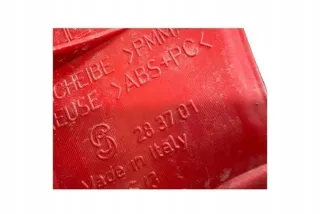 CHEIBE >PMM
EUSE >ABS+PC<
28 37 01
Made in Italy